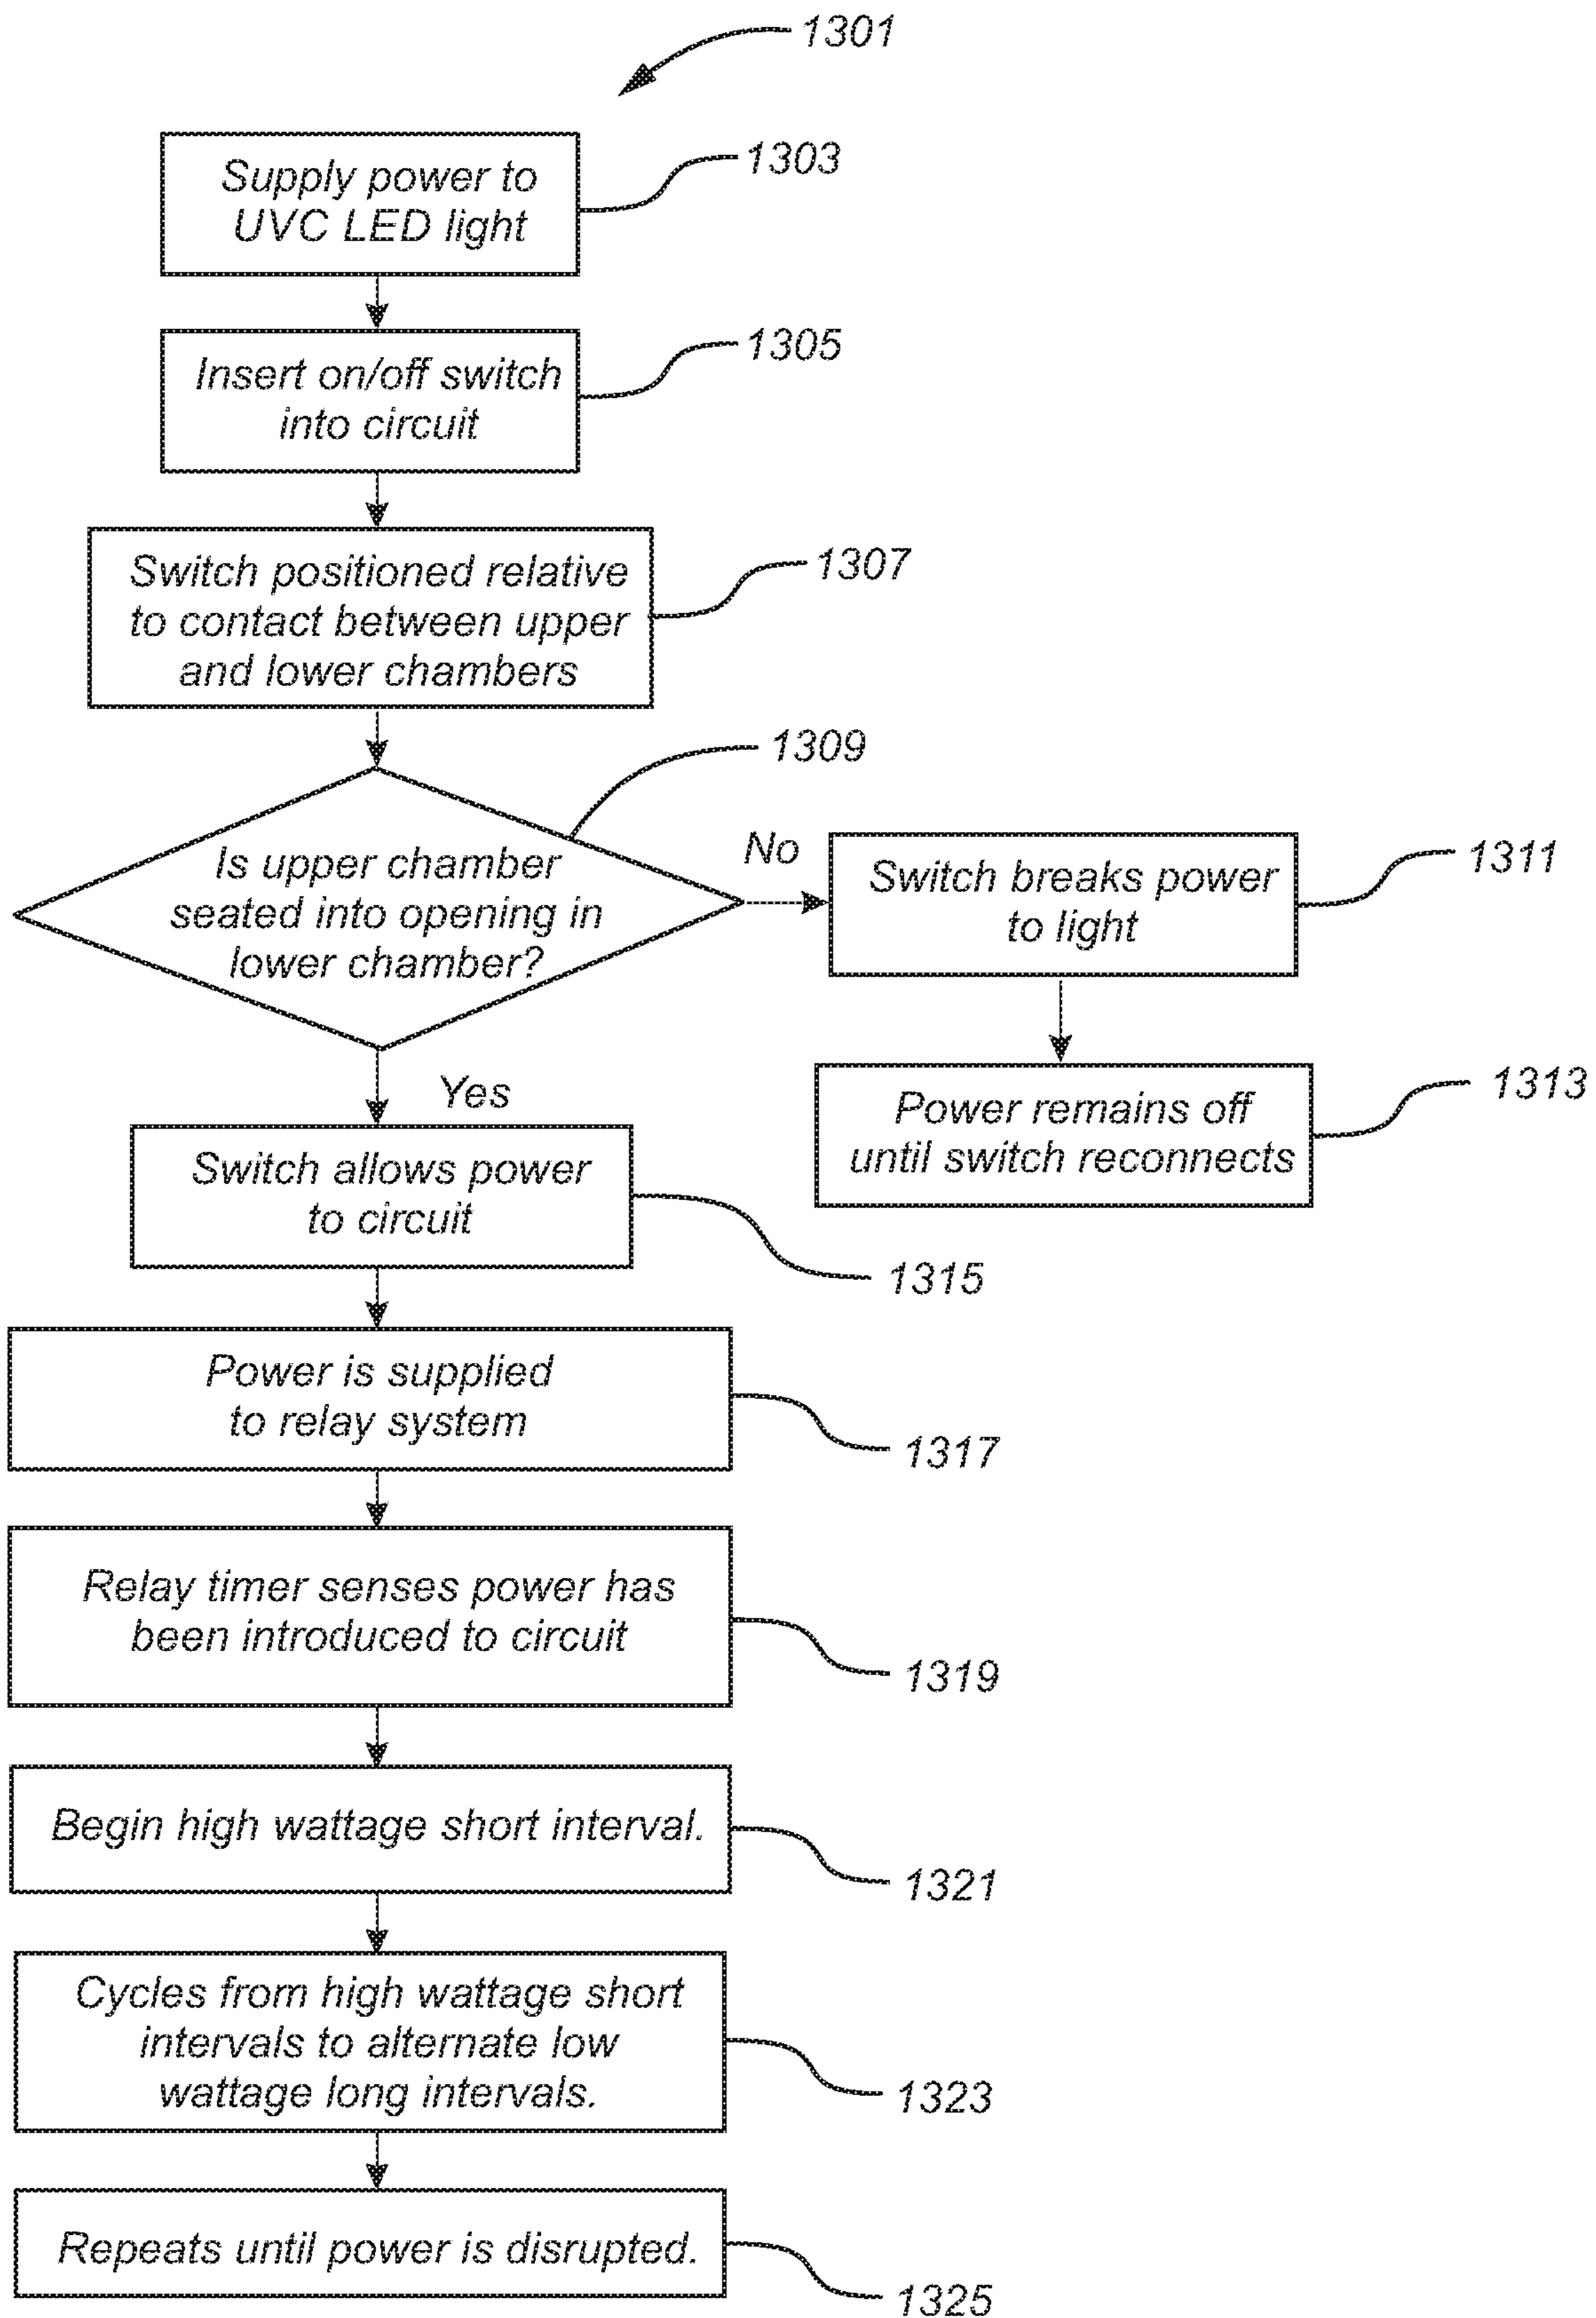 1301
Supply power to
UVC LED light
1303
Insert on/off switch
into circuit
1305
Switch positioned relative
to contact between upper
and lower chambers
1307
Is upper chamber
seated into opening in
lower chamber?
1309
No
Switch breaks power
to light
1311
Power remains off
until switch reconnects
1313
Yes
Switch allows power
to circuit
1315
Power is supplied
to relay system
1317
Relay timer senses power has
been introduced to circuit
1319
Begin high wattage short interval.
1321
Cycles from high wattage short
intervals to alternate low
wattage long intervals.
1323
Repeats until power is disrupted.
1325